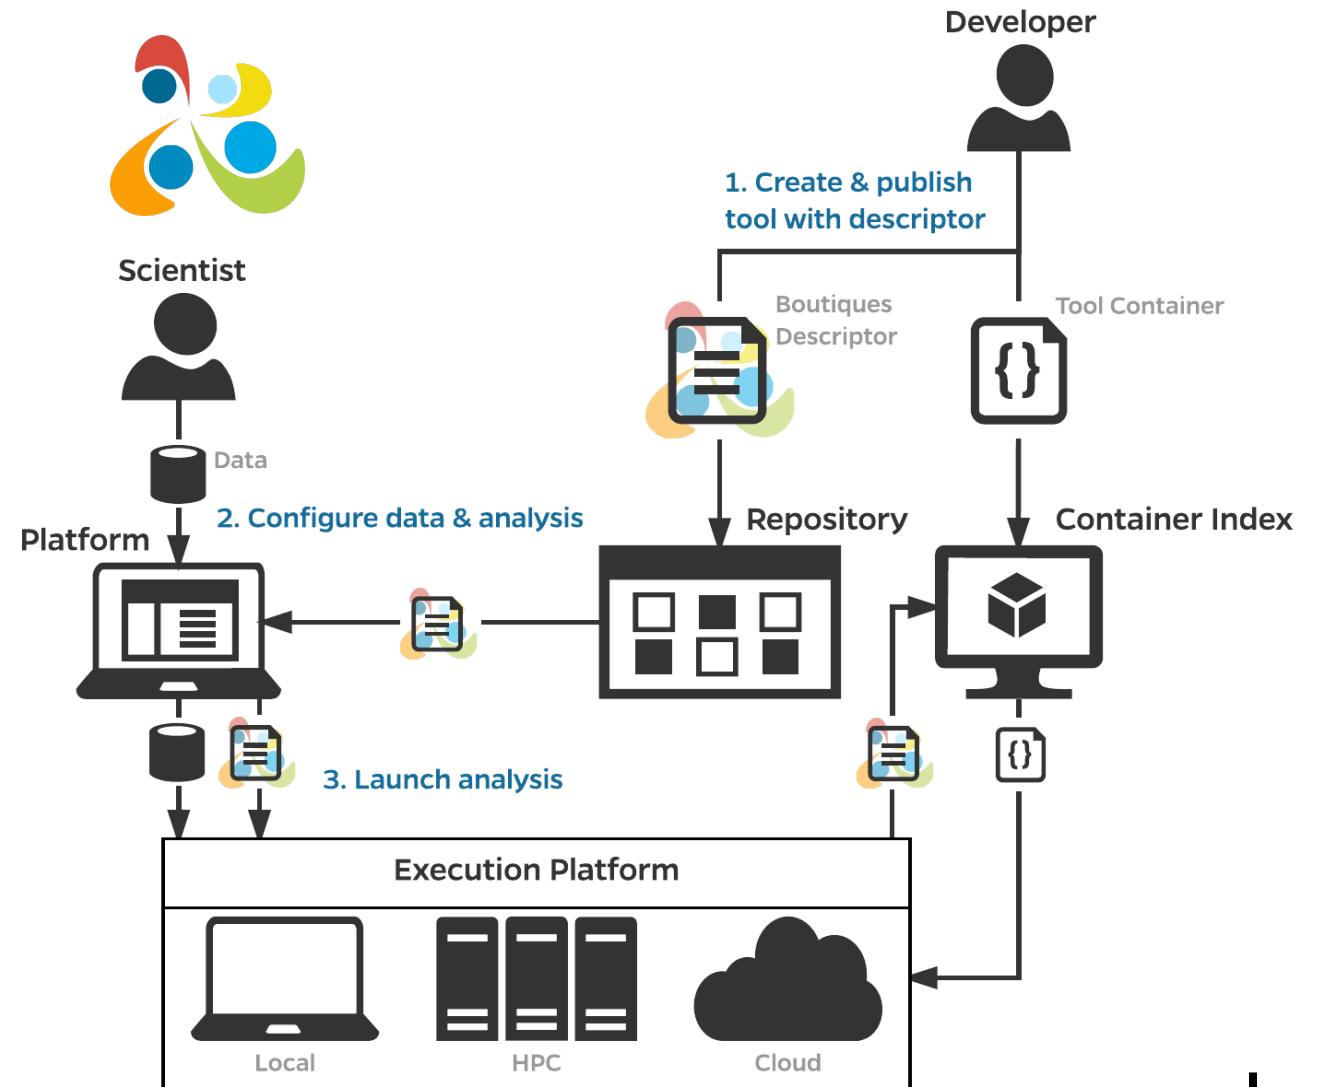 Developer
1. Create & publish
tool with descriptor
Scientist
Boutiques
Descriptor
Tool Container
{}
Data
2. Configure data & analysis
Repository
Container Index
Platform
{}
3. Launch analysis
Execution Platform
Local
HPC
Cloud